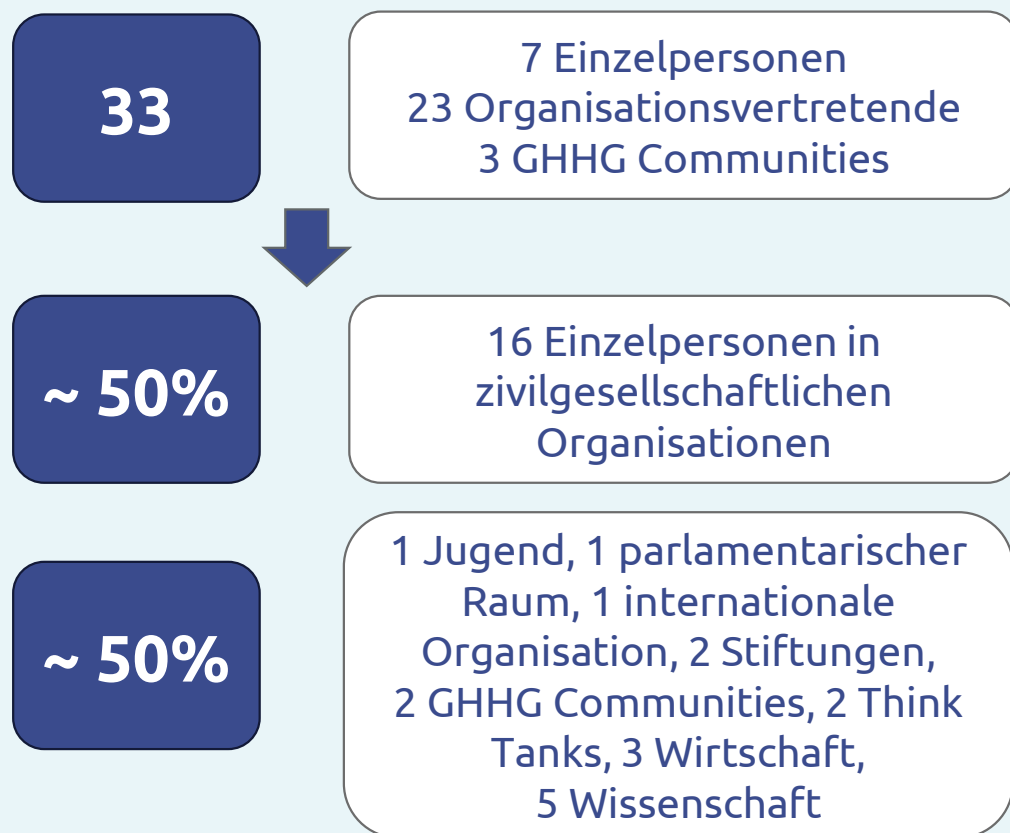 33
7 Einzelpersonen
23 Organisationsvertretende
3 GHHG Communities
~ 50%
16 Einzelpersonen in
zivilgesellschaftlichen
Organisationen
~ 50%
1 Jugend, 1 parlamentarischer
Raum, 1 internationale
Organisation, 2 Stiftungen,
2 GHHG Communities, 2 Think
Tanks, 3 Wirtschaft,
5 Wissenschaft